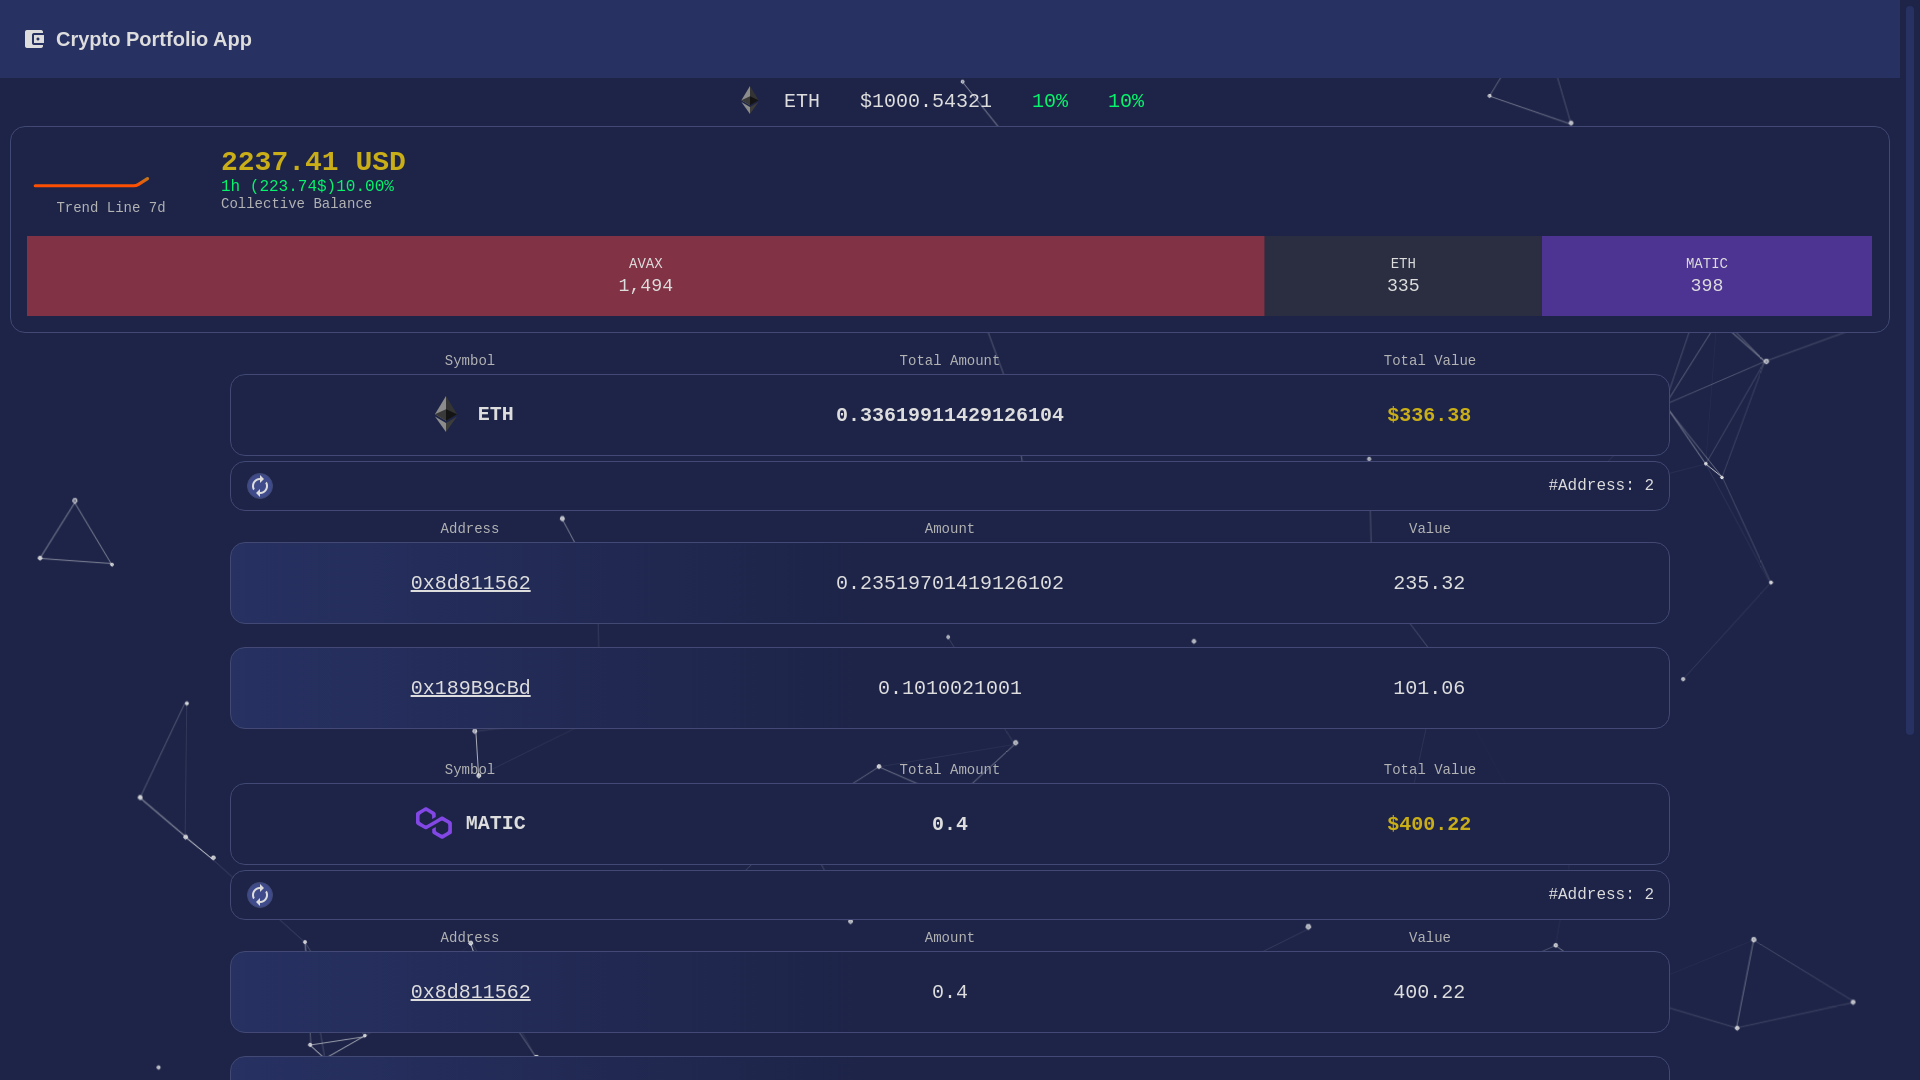 Crypto Portfolio App
ETH $1000.54321 10% 10%
2237.41 USD
1h (223.74$)10.00%
Collective Balance
Trend Line 7d
AVAX ETH MATIC
1,494 335 398
Symbol Total Amount Total Value
ETH 0.33619911429126104 $336.38
#Address: 2
Address Amount Value
0x8d811562 0.23519701419126102 235.32
0x189B9cBd 0.1010021001 101.06
Symbol Total Amount Total Value
MATIC 0.4 $400.22
#Address: 2
Address Amount Value
0x8d811562 0.4 400.22